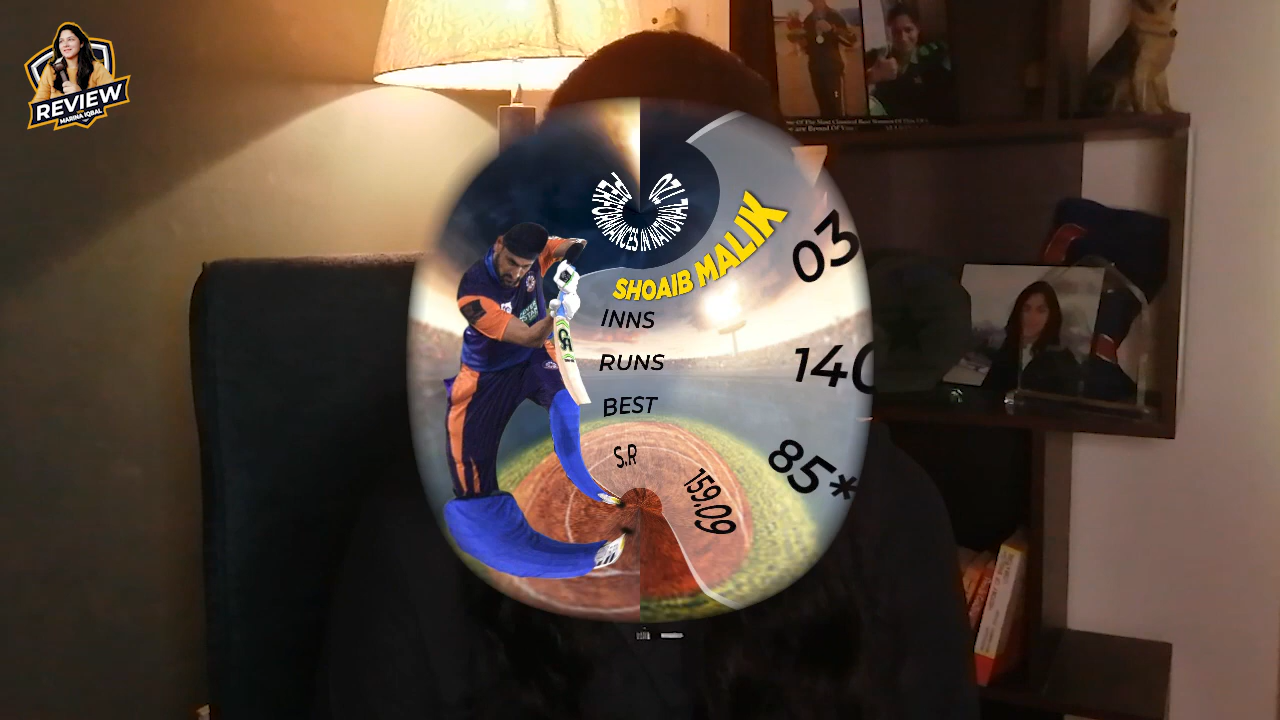 REVIEW
MARINA IQBAL
PERFORMANCES IN NATIONAL T20
SHOAIB MALIK
INNS
03
RUNS
140
BEST
85*
S.R
159.09